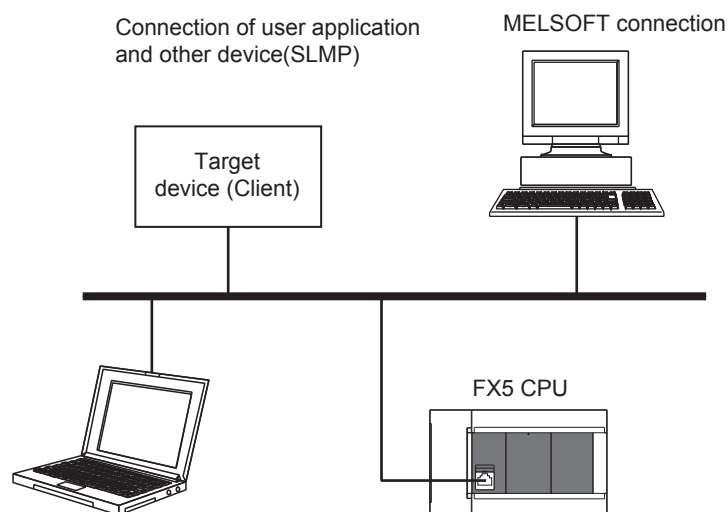 Connection of user application
and other device(SLMP)
MELSOFT connection
Target
device (Client)
FX5 CPU